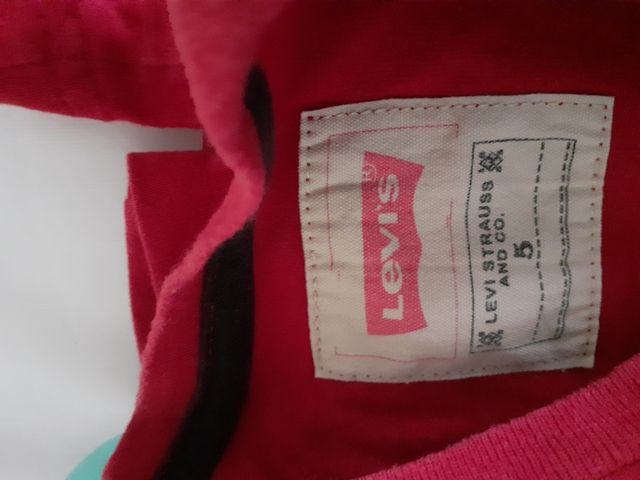 Levi's®
LEVI STRAUSS
AND CO.
5